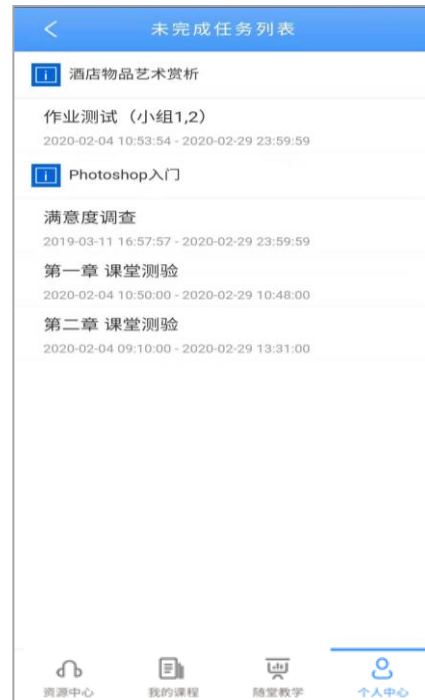 未完成任务列表
酒店物品艺术赏析
作业测试（小组1,2）
2020-02-04 10:53:54 - 2020-02-29 23:59:59
Photoshop入门
满意度调查
2019-03-11 16:57:57 - 2020-02-29 23:59:59
第一章 课堂测验
2020-02-04 10:50:00 - 2020-02-29 10:48:00
第二章 课堂测验
2020-02-04 09:10:00 - 2020-02-29 13:31:00
资源中心 我的课程 随堂教学 个人中心